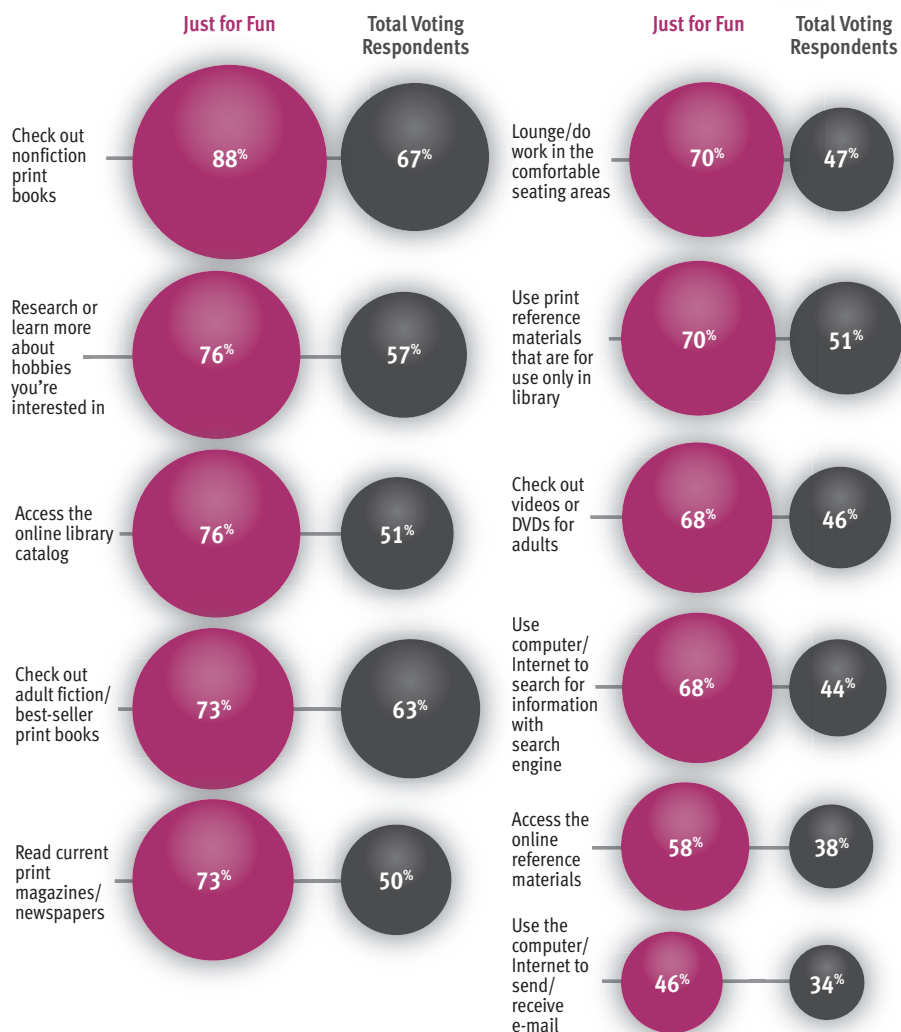 Just for Fun
Total Voting
Respondents
Check out
nonfiction
print
books
88%
67%
Research or
learn more
about
hobbies
you're
interested in
76%
57%
Access the
online library
catalog
76%
51%
Check out
adult fiction/
best-seller
print books
73%
63%
Read current
print
magazines/
newspapers
73%
50%
Just for Fun
Total Voting
Respondents
Lounge/do
work in the
comfortable
seating areas
70%
47%
Use print
reference
materials
that are for
use only in
library
70%
51%
Check out
videos or
DVDs for
adults
68%
46%
Use
computer/
Internet to
search for
information
with
search
engine
68%
44%
Access the
online
reference
materials
58%
38%
Use the
computer/
Internet to
send/
receive
e-mail
46%
34%